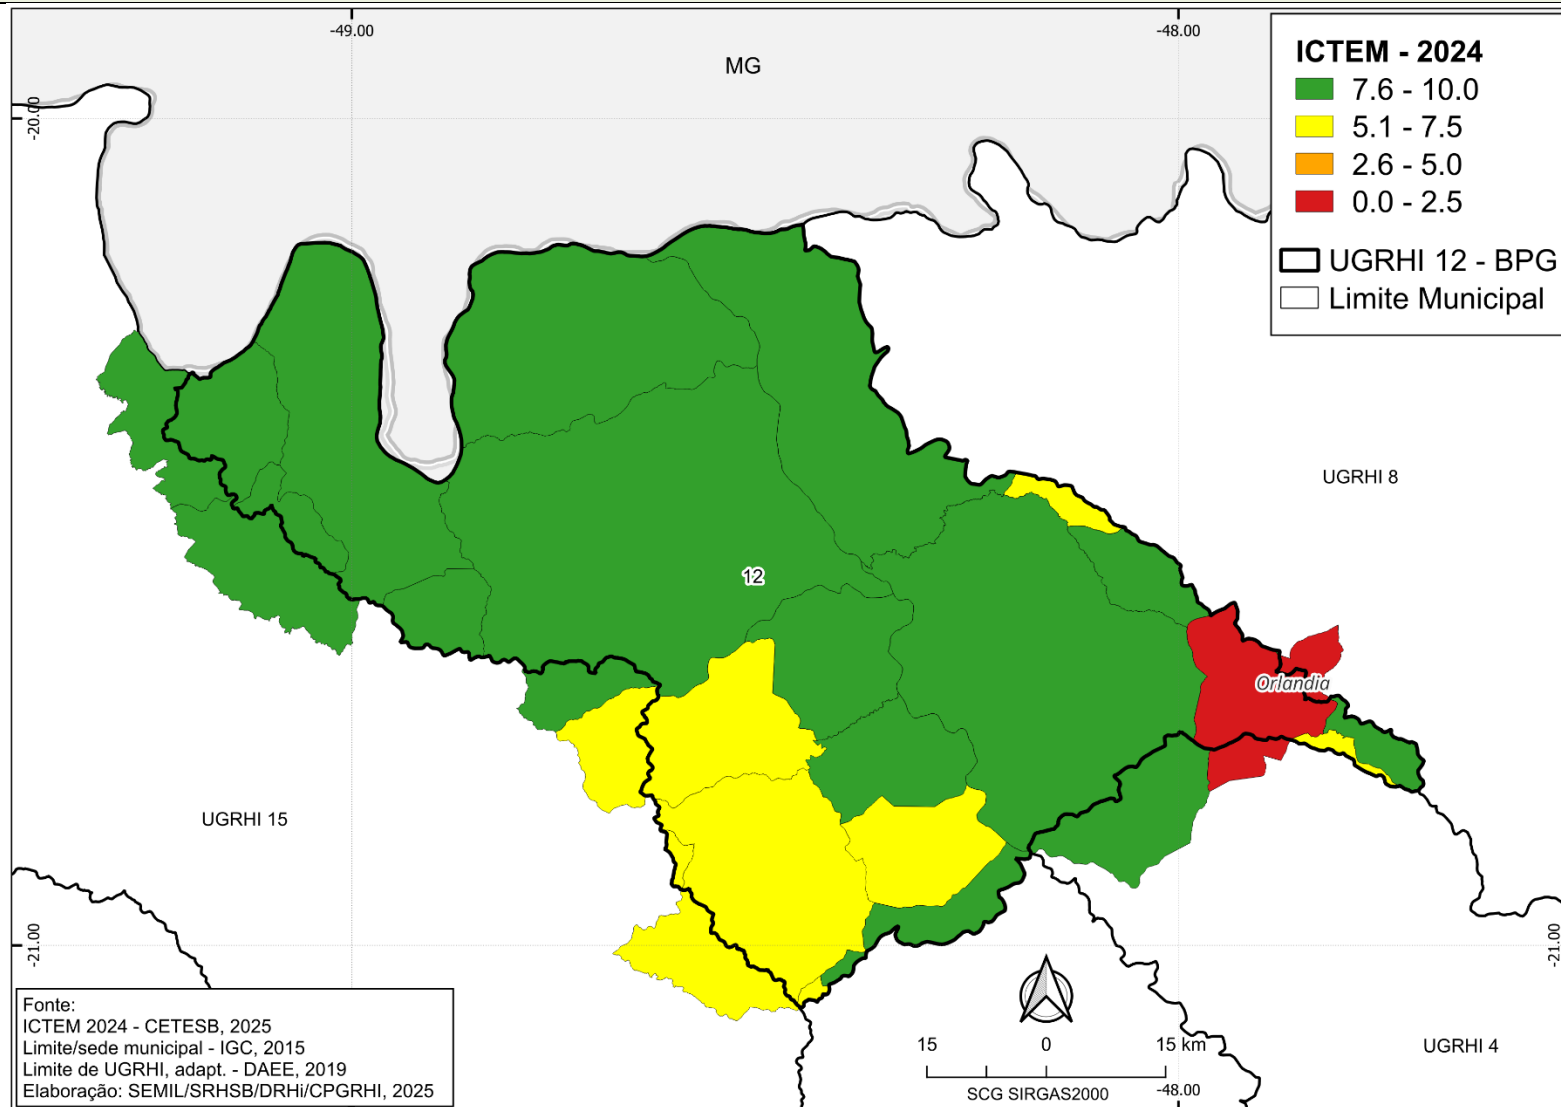 -49.00
-48.00
MG
-20.00
ICTEM - 2024
7.6 - 10.0
5.1 - 7.5
2.6 - 5.0
0.0 - 2.5
UGRHI 12 - BPG
Limite Municipal
UGRHI 8
12
Orlandia
UGRHI 15
-21.00
-21.00
Fonte:
ICTEM 2024 - CETESB, 2025
Limite/sede municipal - IGC, 2015
Limite de UGRHI, adapt. - DAEE, 2019
Elaboração: SEMIL/SRHSB/DRHi/CPGRHI, 2025
15 0 15 km
SCG SIRGAS2000
-48.00
UGRHI 4